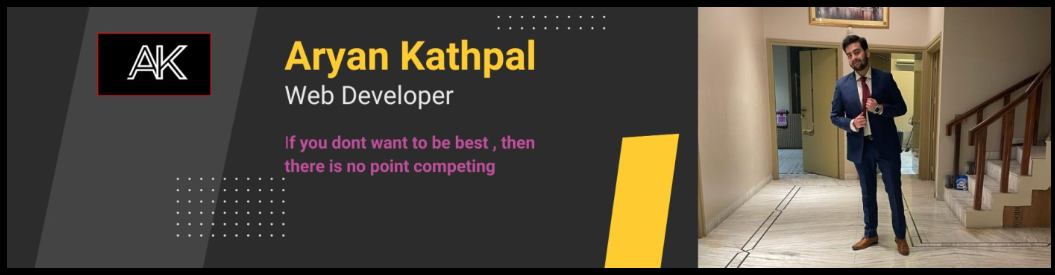 AK
Aryan Kathpal
Web Developer
If you dont want to be best , then
there is no point competing